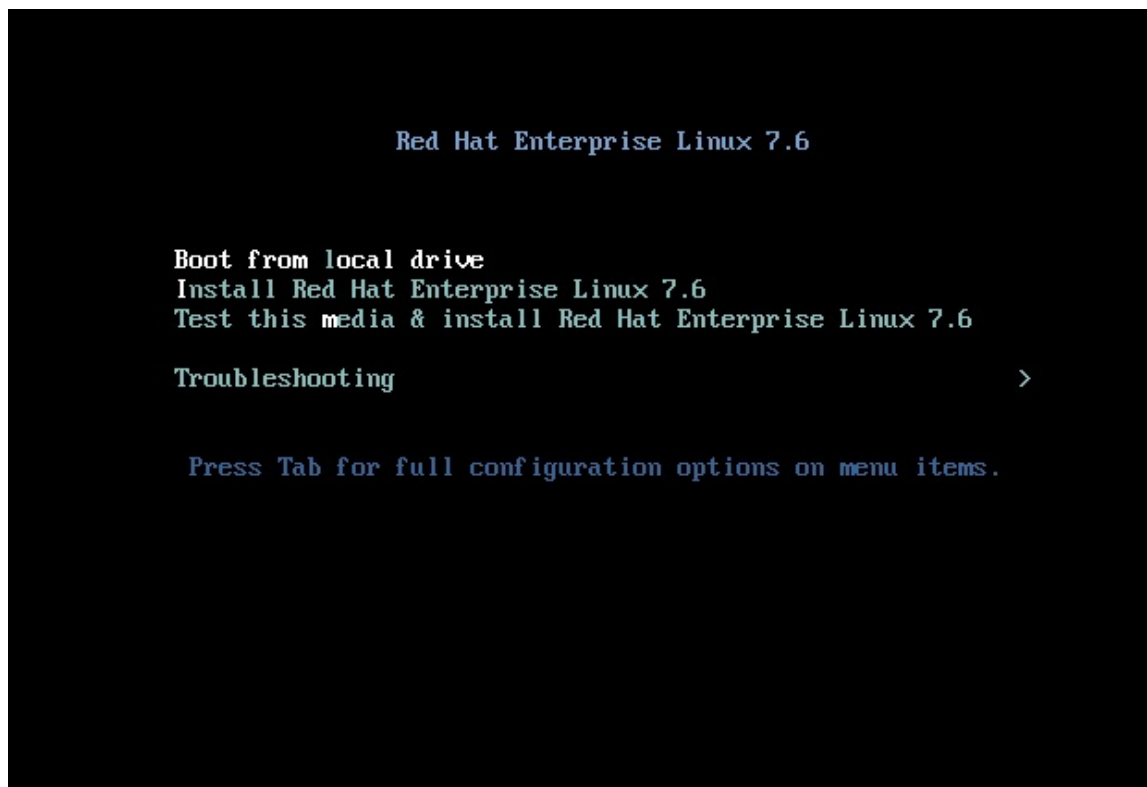 Red Hat Enterprise Linux 7.6
Boot from local drive
Install Red Hat Enterprise Linux 7.6
Test this media & install Red Hat Enterprise Linux 7.6
Troubleshooting >
Press Tab for full configuration options on menu items.